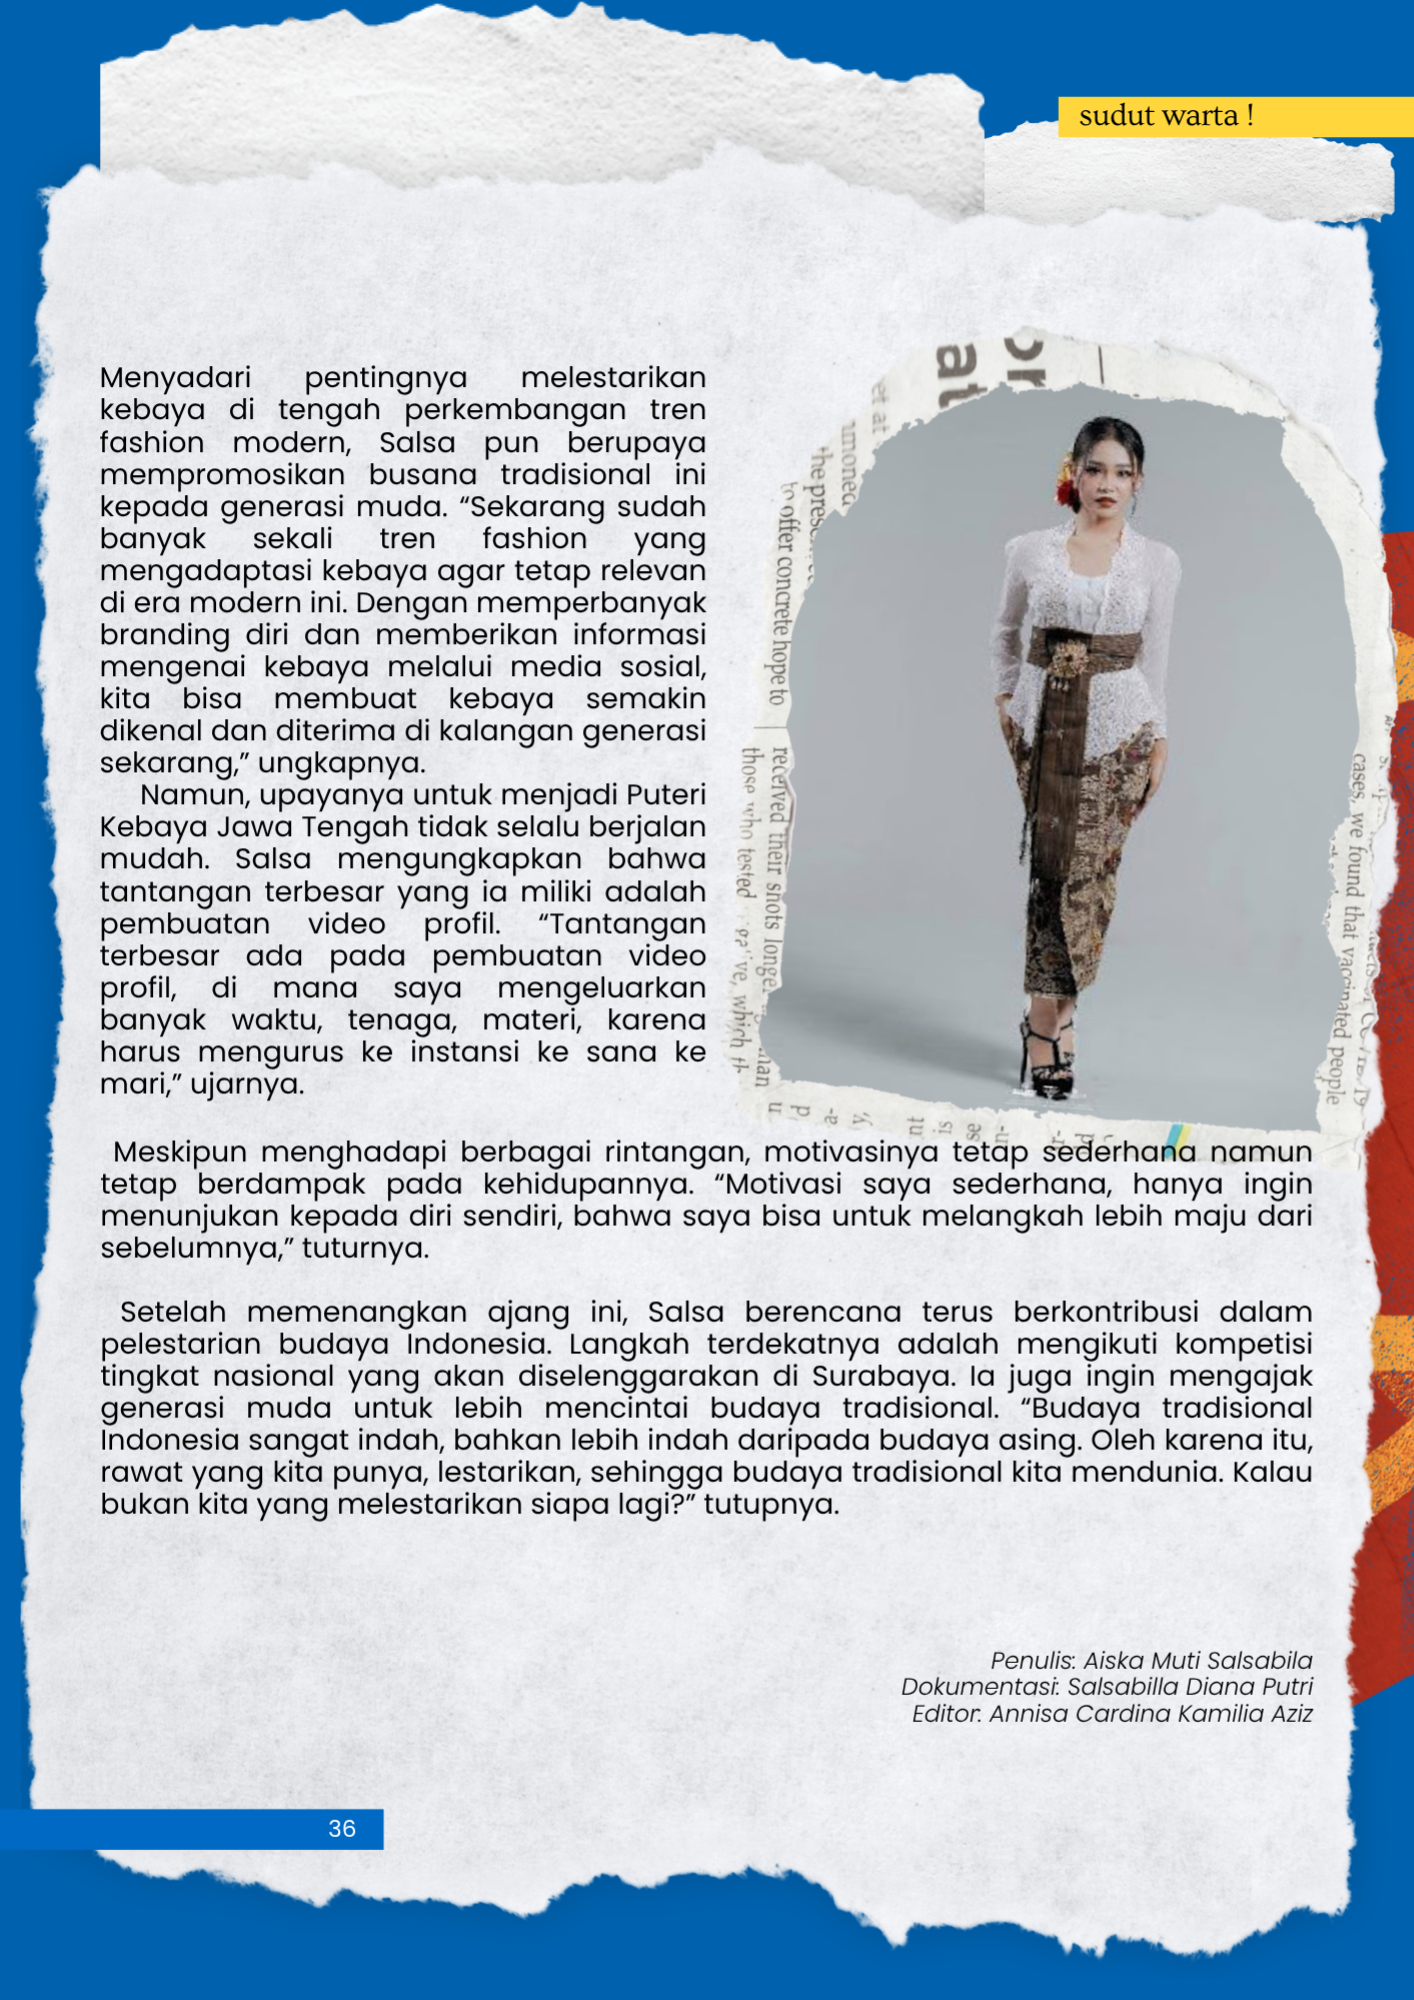 sudut warta !
Menyadari pentingnya melestarikan
kebaya di tengah perkembangan tren
fashion modern, Salsa pun berupaya
mempromosikan busana tradisional ini
kepada generasi muda. “Sekarang sudah
banyak sekali tren fashion yang
mengadaptasi kebaya agar tetap relevan
di era modern ini. Dengan memperbanyak
branding diri dan memberikan informasi
mengenai kebaya melalui media sosial,
kita bisa membuat kebaya semakin
dikenal dan diterima di kalangan generasi
sekarang,” ungkapnya.
Namun, upayanya untuk menjadi Puteri
Kebaya Jawa Tengah tidak selalu berjalan
mudah. Salsa mengungkapkan bahwa
tantangan terbesar yang ia miliki adalah
pembuatan video profil. “Tantangan
terbesar ada pada pembuatan video
profil, di mana saya mengeluarkan
banyak waktu, tenaga, materi, karena
harus mengurus ke instansi ke sana ke
mari,” ujarnya.
to offer concrete hope to
received their shots longe
those who tested
which
cases, we found that vaccinated people
Meskipun menghadapi berbagai rintangan, motivasinya tetap sederhana namun
tetap berdampak pada kehidupannya. “Motivasi saya sederhana, hanya ingin
menunjukan kepada diri sendiri, bahwa saya bisa untuk melangkah lebih maju dari
sebelumnya,” tuturnya.
Setelah memenangkan ajang ini, Salsa berencana terus berkontribusi dalam
pelestarian budaya Indonesia. Langkah terdekatnya adalah mengikuti kompetisi
tingkat nasional yang akan diselenggarakan di Surabaya. Ia juga ingin mengajak
generasi muda untuk lebih mencintai budaya tradisional. “Budaya tradisional
Indonesia sangat indah, bahkan lebih indah daripada budaya asing. Oleh karena itu,
rawat yang kita punya, lestarikan, sehingga budaya tradisional kita mendunia. Kalau
bukan kita yang melestarikan siapa lagi?” tutupnya.
Penulis: Aiska Muti Salsabila
Dokumentasi: Salsabilla Diana Putri
Editor: Annisa Cardina Kamilia Aziz
36